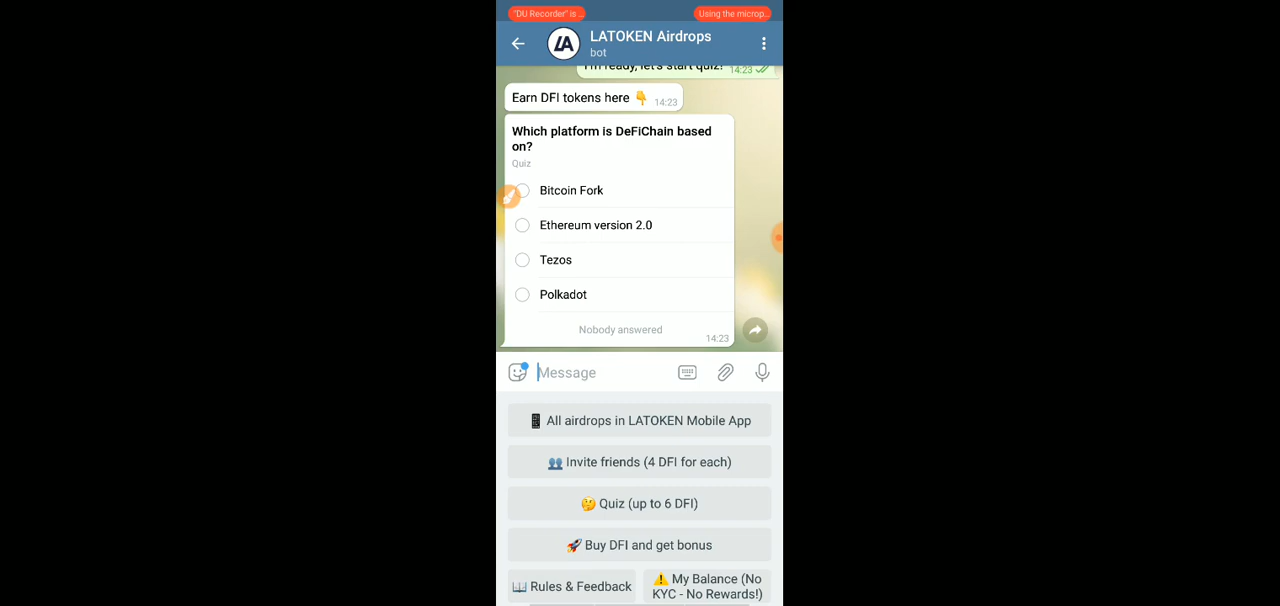 "DU Recorder" is ...
Using the microp...
LA
LATOKEN Airdrops
bot
I'm ready, let's start quiz! 14:23
Earn DFI tokens here 👇 14:23
Which platform is DeFiChain based
on?
Quiz
Bitcoin Fork
Ethereum version 2.0
Tezos
Polkadot
Nobody answered
14:23
Message
📱 All airdrops in LATOKEN Mobile App
👥 Invite friends (4 DFI for each)
🤔 Quiz (up to 6 DFI)
🚀 Buy DFI and get bonus
📖 Rules & Feedback
⚠️ My Balance (No
KYC - No Rewards!)